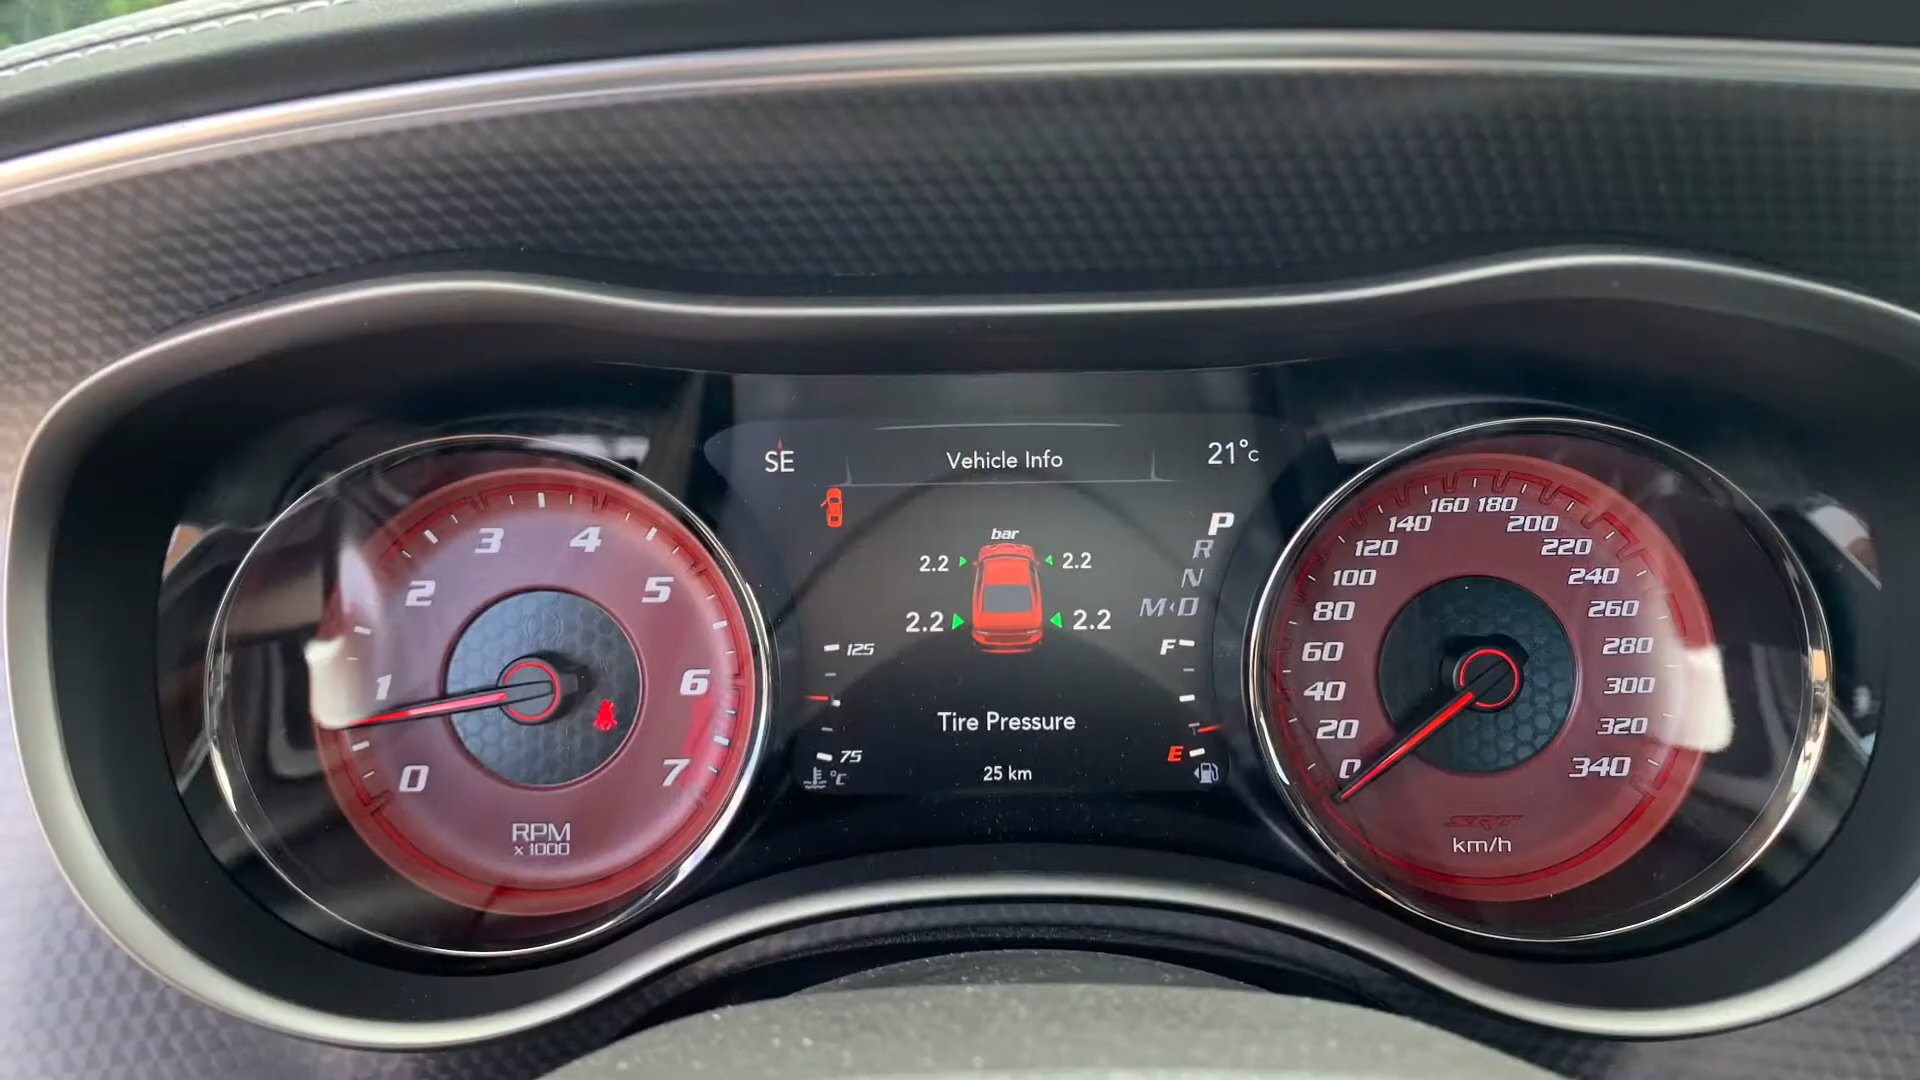 SE
Vehicle Info
21°C
bar
2.2 2.2
2.2 2.2
P
R
N
M D
125
75
°C
F
E
Tire Pressure
25 km
0
1
2
3
4
5
6
7
RPM
x 1000
0
20
40
60
80
100
120
140
160
180
200
220
240
260
280
300
320
340
SRT
km/h